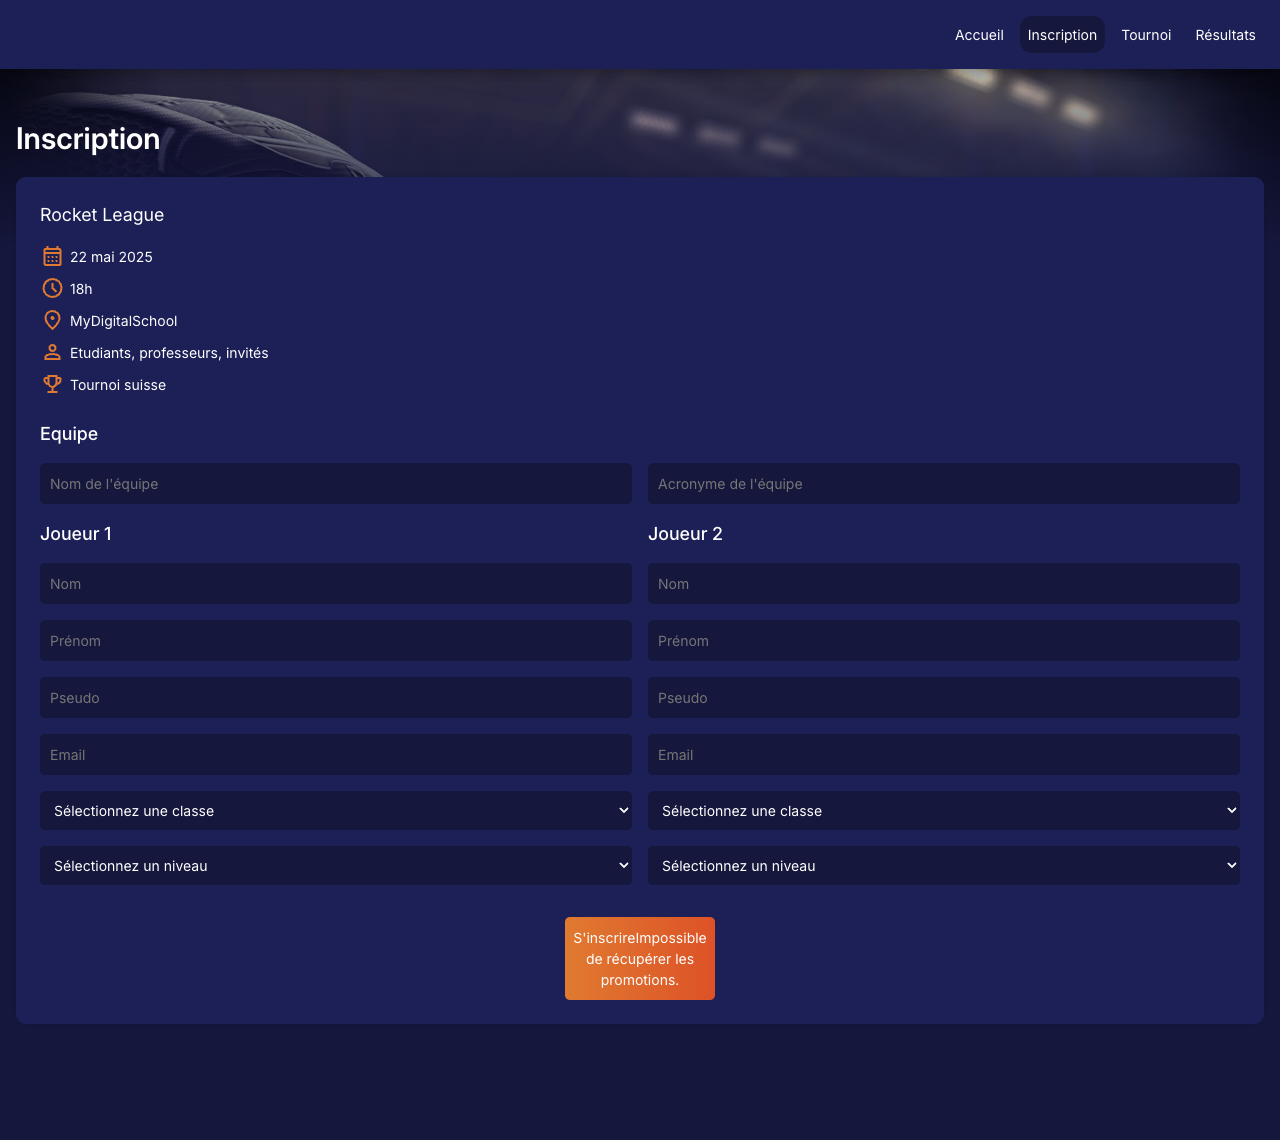 Accueil
Inscription
Tournoi
Résultats
Inscription
Rocket League
22 mai 2025
18h
MyDigitalSchool
Etudiants, professeurs, invités
Tournoi suisse
Equipe
Nom de l'équipe
Acronyme de l'équipe
Joueur 1
Joueur 2
Nom
Nom
Prénom
Prénom
Pseudo
Pseudo
Email
Email
Sélectionnez une classe
Sélectionnez une classe
Sélectionnez un niveau
Sélectionnez un niveau
S'inscrireImpossible
de récupérer les
promotions.